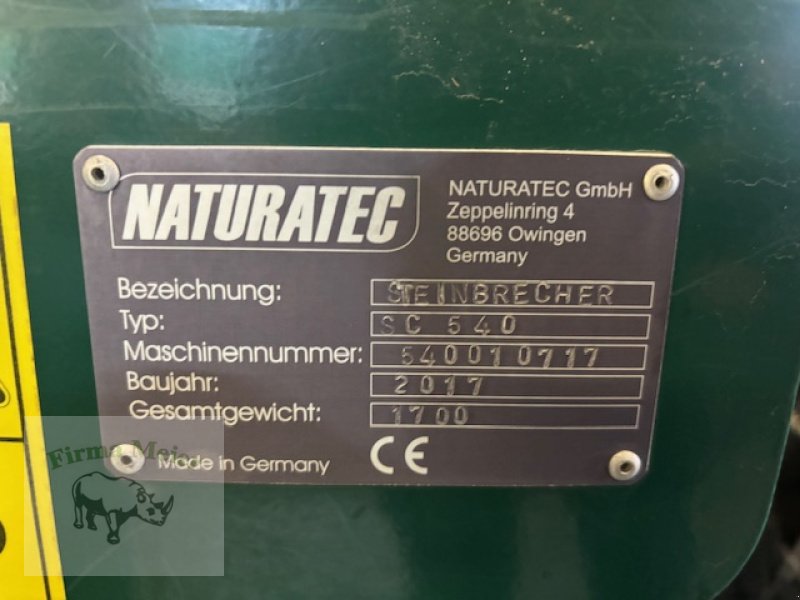 NATURATEC
NATURATEC GmbH
Zeppelinring 4
88696 Owingen
Germany
Bezeichnung: STEINBRECHER
Typ: SC 540
Maschinennummer: 540010717
Baujahr: 2017
Gesamtgewicht: 1700
Made in Germany CE
Firma